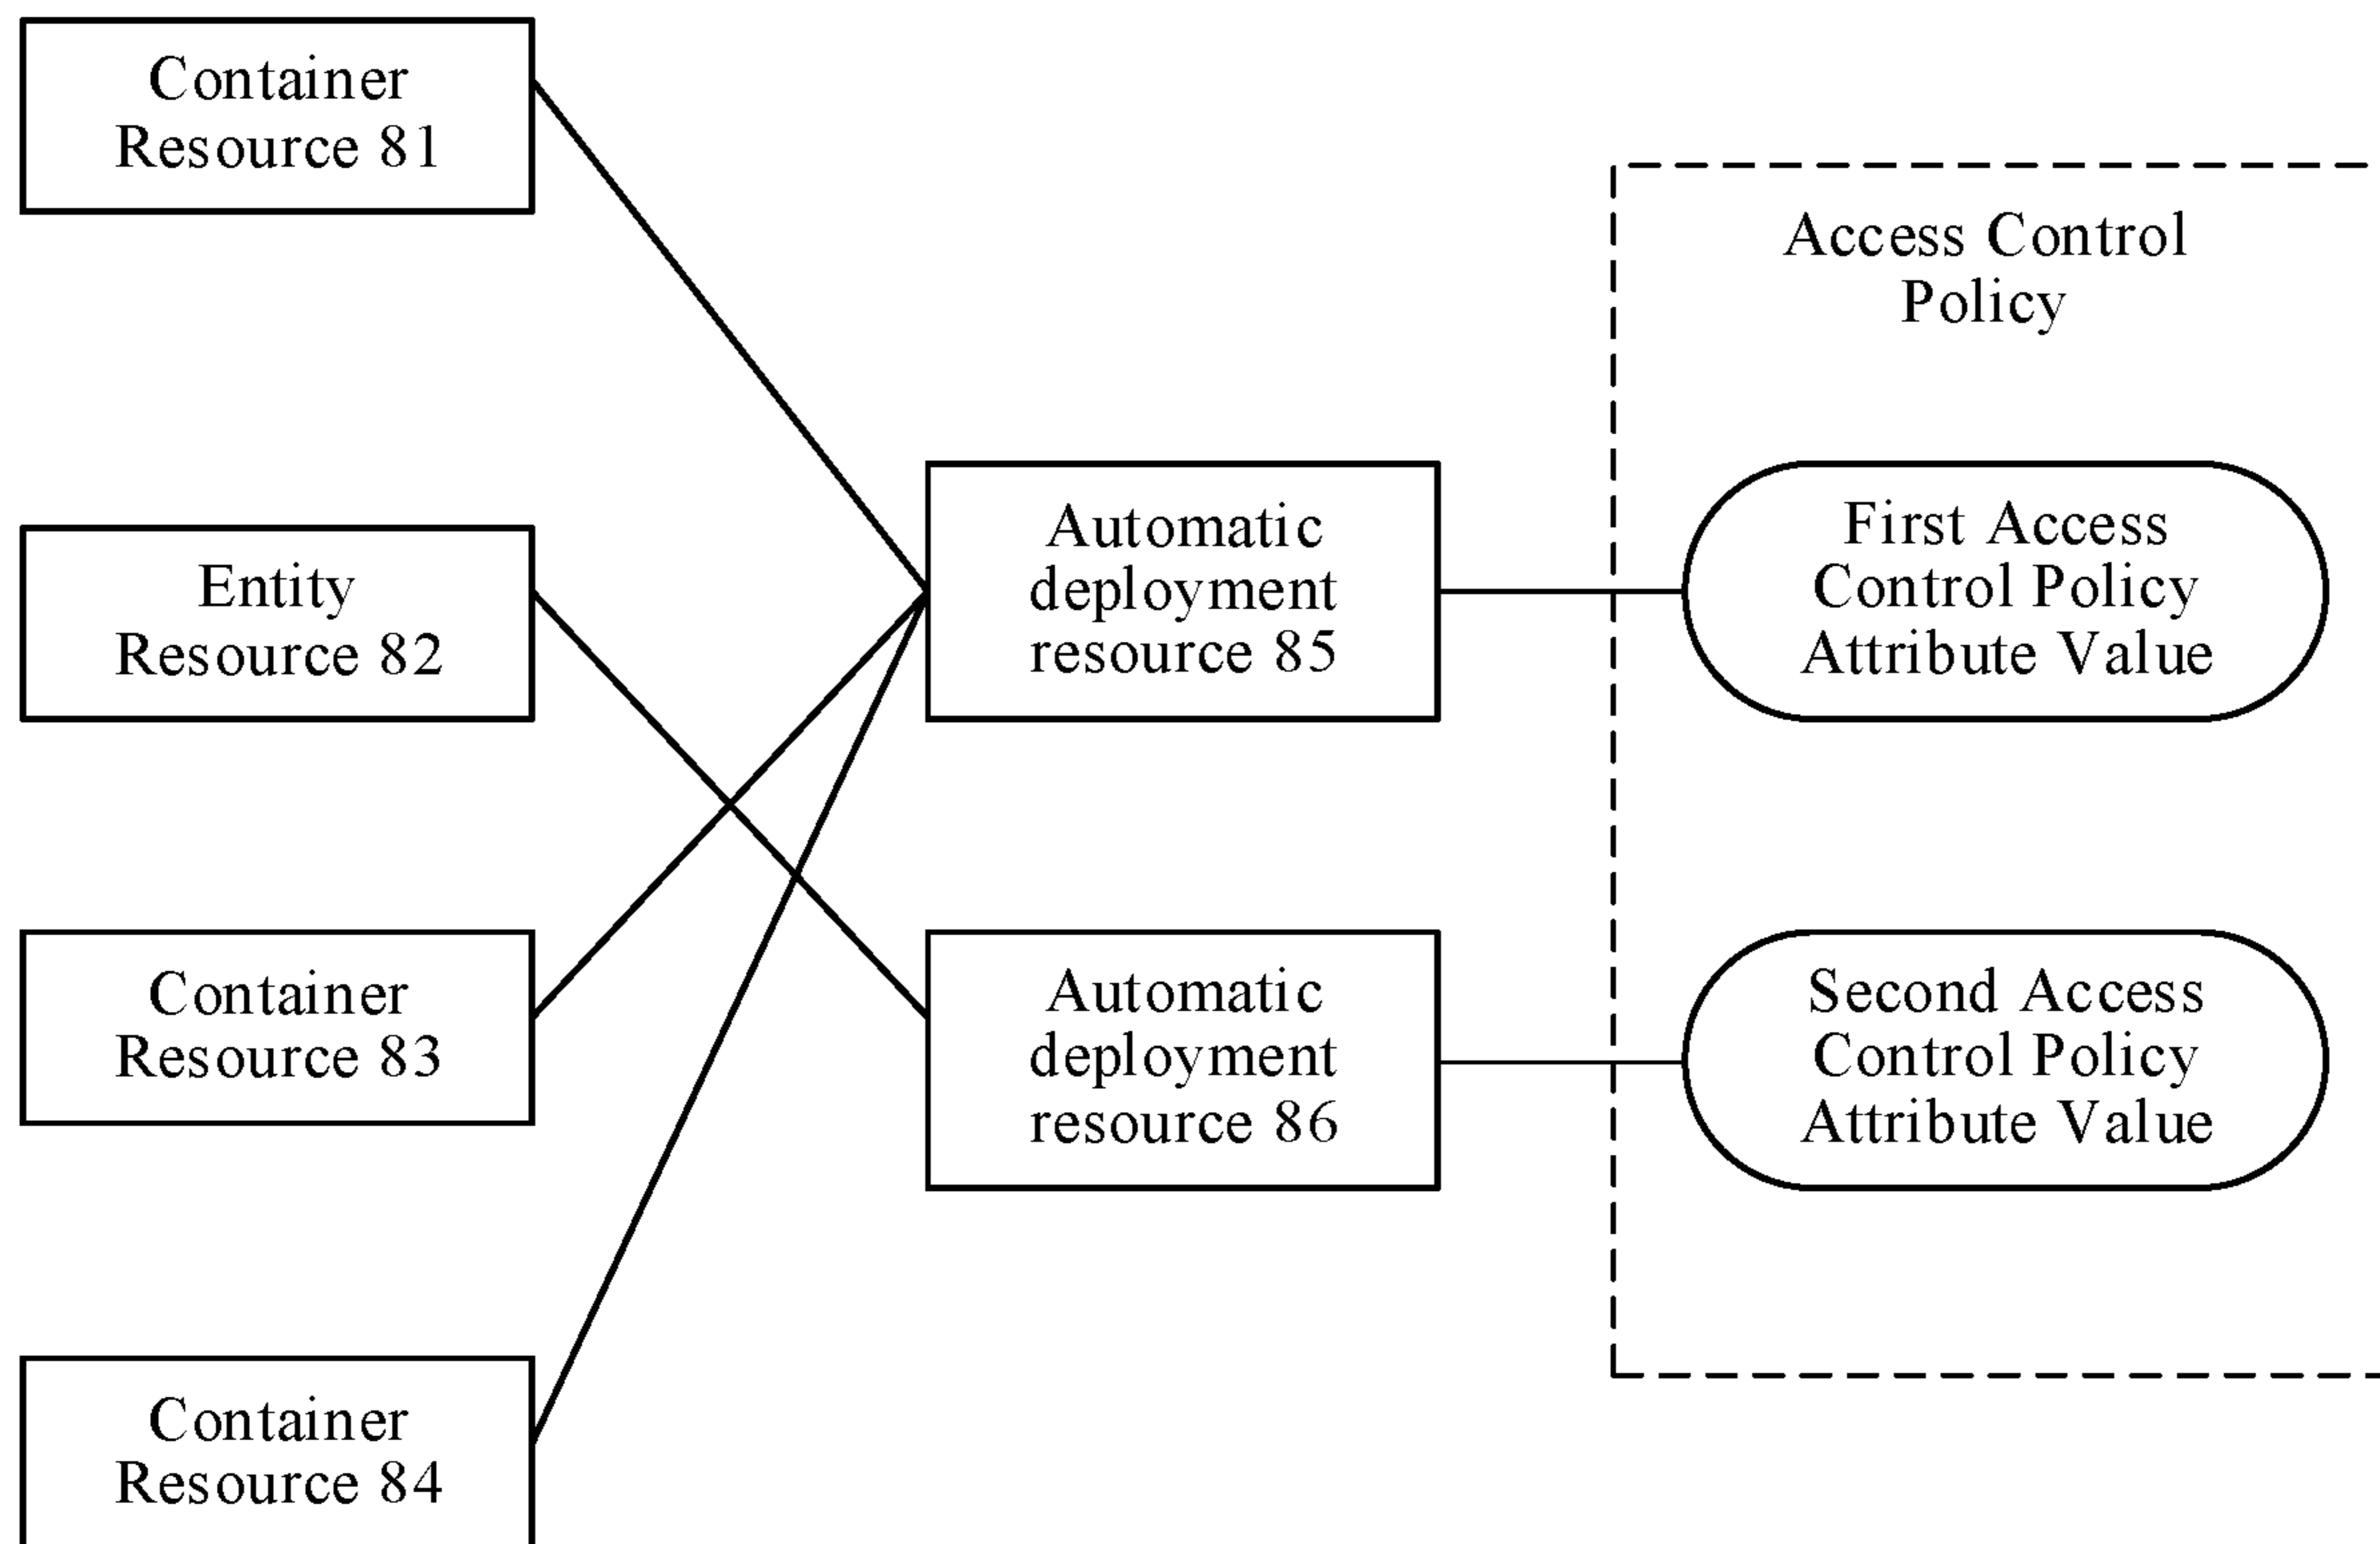 Container
Resource 81
Entity
Resource 82
Container
Resource 83
Container
Resource 84
Automatic
deployment
resource 85
Automatic
deployment
resource 86
Access Control
Policy
First Access
Control Policy
Attribute Value
Second Access
Control Policy
Attribute Value